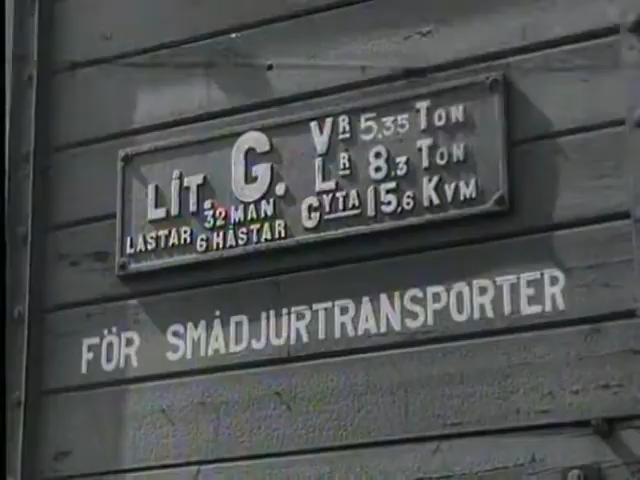 LIT. G. VR 5.35 TON
LR 8.3 TON
LASTAR 32 MAN GYTA 15,6 KVM
6 HÄSTAR
FÖR SMÅDJURTRANSPORTER